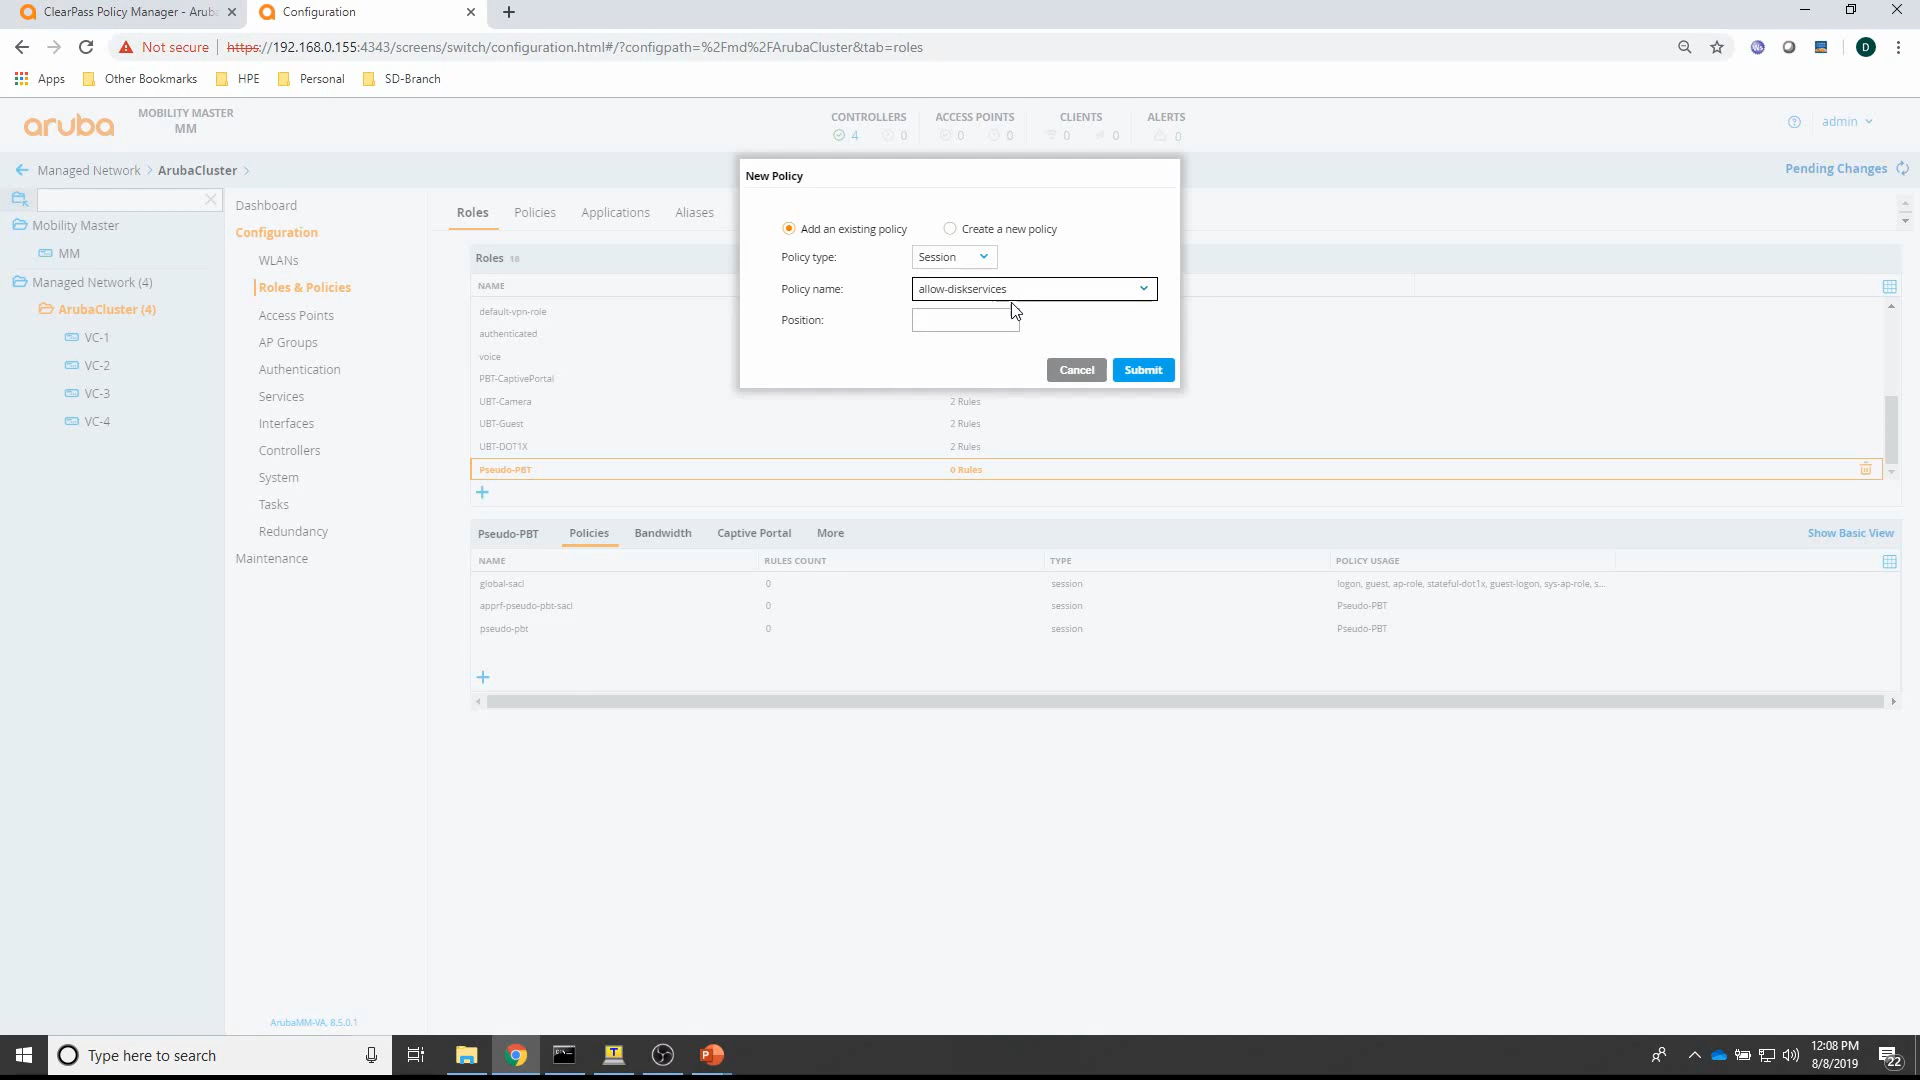 ClearPass Policy Manager - Arub
Configuration
Not secure
https://192.168.0.155:4343/screens/switch/configuration.html#/?configpath=%2Fmd%2FArubaCluster&tab=roles
D
Apps
Other Bookmarks
HPE
Personal
SD-Branch
aruba
MOBILITY MASTER
MM
CONTROLLERS
4
0
ACCESS POINTS
0
0
CLIENTS
0
0
ALERTS
0
admin
Managed Network
ArubaCluster
Pending Changes
Mobility Master
MM
Managed Network (4)
ArubaCluster (4)
VC-1
VC-2
VC-3
VC-4
Dashboard
Configuration
WLANs
Roles & Policies
Access Points
AP Groups
Authentication
Services
Interfaces
Controllers
System
Tasks
Redundancy
Maintenance
ArubaMM-VA, 8.5.0.1
Roles
Policies
Applications
Aliases
Roles 18
NAME
default-vpn-role
authenticated
voice
PBT-CaptivePortal
UBT-Camera 2 Rules
UBT-Guest 2 Rules
UBT-DOT1X 2 Rules
Pseudo-PBT 0 Rules
+
New Policy
Add an existing policy
Create a new policy
Policy type: Session
Policy name: allow-diskservices
Position:
Cancel
Submit
Pseudo-PBT
Policies
Bandwidth
Captive Portal
More
Show Basic View
NAME RULES COUNT TYPE POLICY USAGE
global-sacl 0 session logon, guest, ap-role, stateful-dot1x, guest-logon, sys-ap-role, s...
apprf-pseudo-pbt-sacl 0 session Pseudo-PBT
pseudo-pbt 0 session Pseudo-PBT
+
Type here to search
12:08 PM
8/8/2019
22